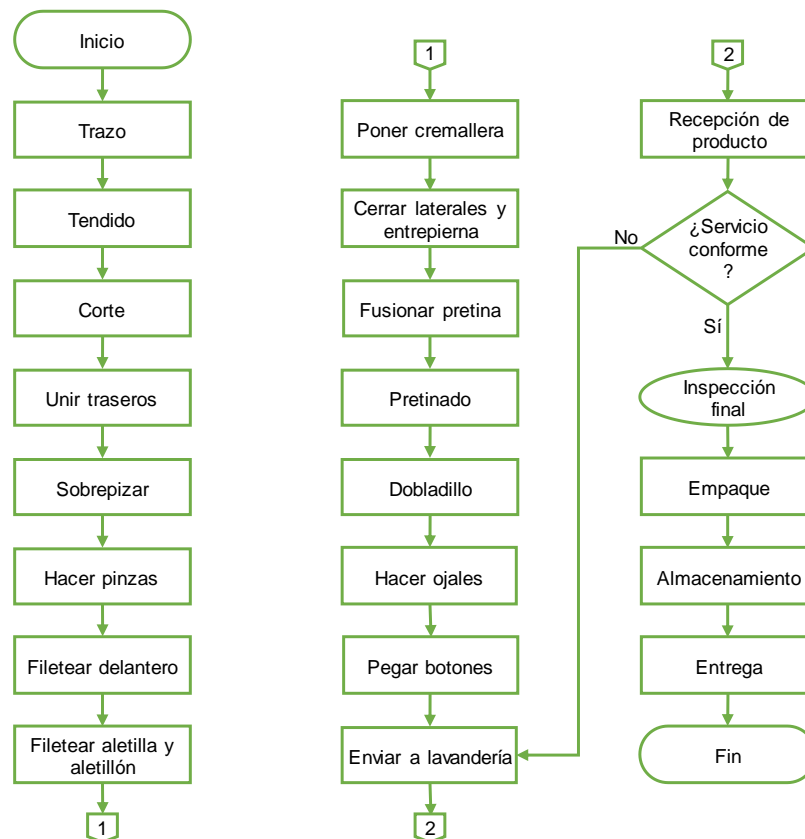 Inicio
Trazo
Tendido
Corte
Unir traseros
Sobrepizar
Hacer pinzas
Filetear delantero
Filetear aletilla y
aletillón
1
1
Poner cremallera
Cerrar laterales y
entrepierna
Fusionar pretina
Pretinado
Dobladillo
Hacer ojales
Pegar botones
Enviar a lavandería
2
2
Recepción de
producto
¿Servicio
conforme
?
No
Sí
Inspección
final
Empaque
Almacenamiento
Entrega
Fin